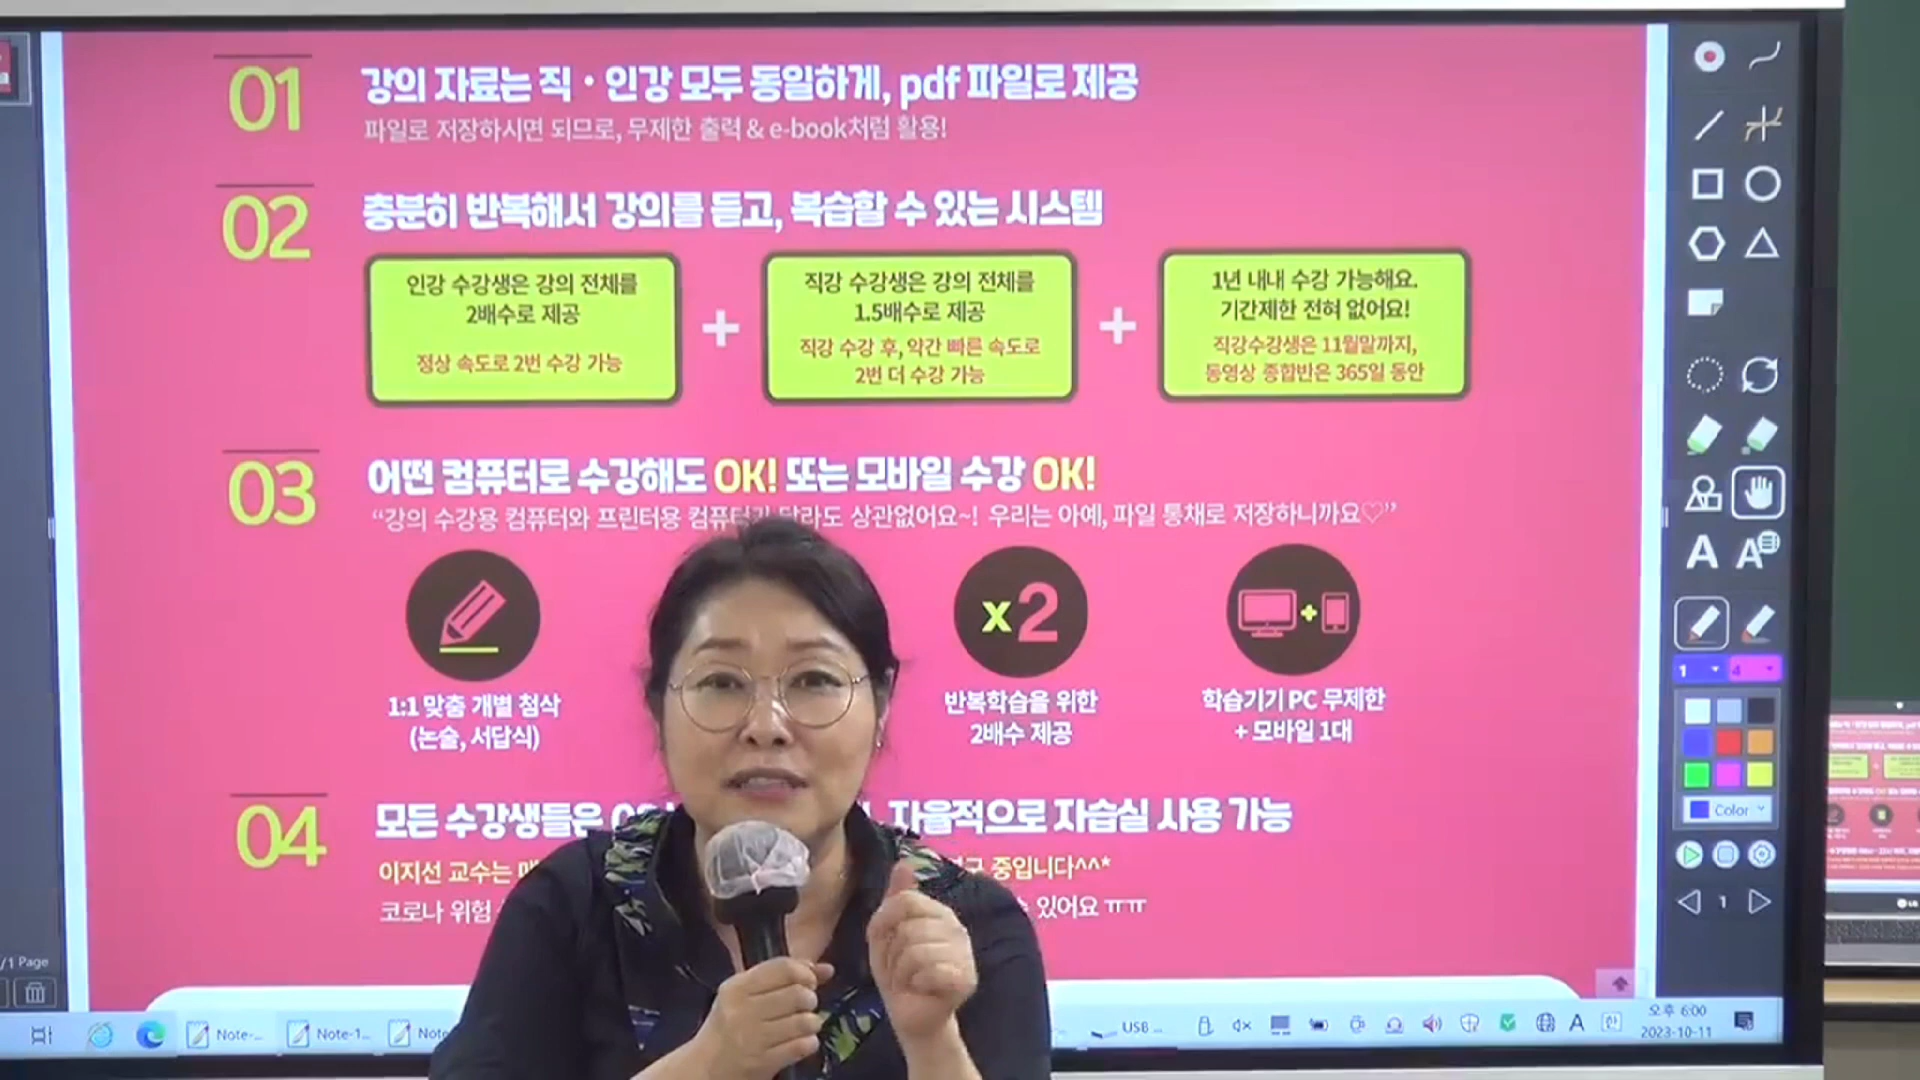 01
강의 자료는 직・인강 모두 동일하게, pdf 파일로 제공
파일로 저장하시면 되므로, 무제한 출력 & e-book처럼 활용!
02
충분히 반복해서 강의를 듣고, 복습할 수 있는 시스템
인강 수강생은 강의 전체를
2배수로 제공
정상 속도로 2번 수강 가능
+
직강 수강생은 강의 전체를
1.5배수로 제공
직강 수강 후, 약간 빠른 속도로
2번 더 수강 가능
+
1년 내내 수강 가능해요.
기간제한 전혀 없어요!
직강수강생은 11월말까지,
동영상 종합반은 365일 동안
03
어떤 컴퓨터로 수강해도 OK! 또는 모바일 수강 OK!
“강의 수강용 컴퓨터와 프린터용 컴퓨터가 달라도 상관없어요~! 우리는 아예, 파일 통채로 저장하니까요♡”
1:1 맞춤 개별 첨삭
(논술, 서답식)
x2
반복학습을 위한
2배수 제공
+
학습기기 PC 무제한
+ 모바일 1대
04
모든 수강생들은 자율적으로 자습실 사용 가능
이지선 교수는 중입니다^^*
코로나 위험 있어요 ㅠㅠ
A A
1 4
Color
1
/1 Page
Note-...
Note-1...
Note
USB ...
A 한
오후 6:00
2023-10-11